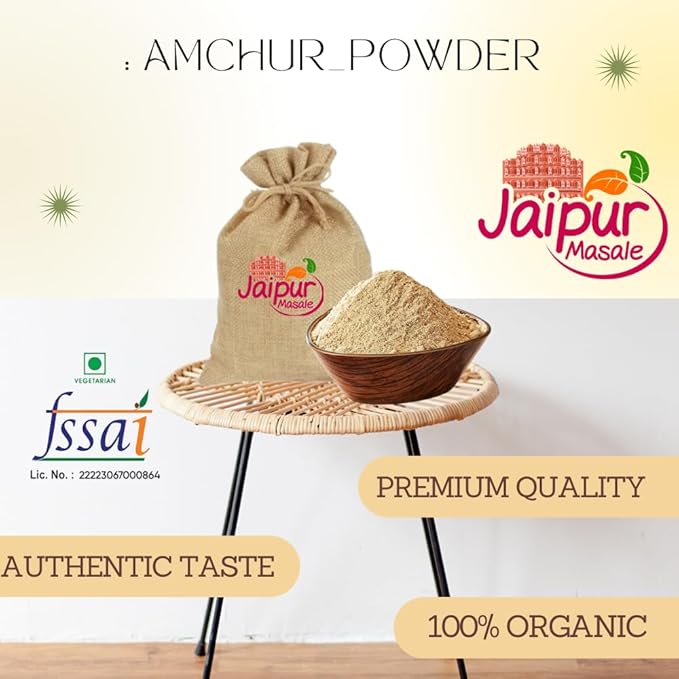 : AMCHUR_POWDER
Jaipur
Masale
Jaipur
Masale
VEGETARIAN
fssai
Lic. No. : 22223067000864
PREMIUM QUALITY
AUTHENTIC TASTE
100% ORGANIC